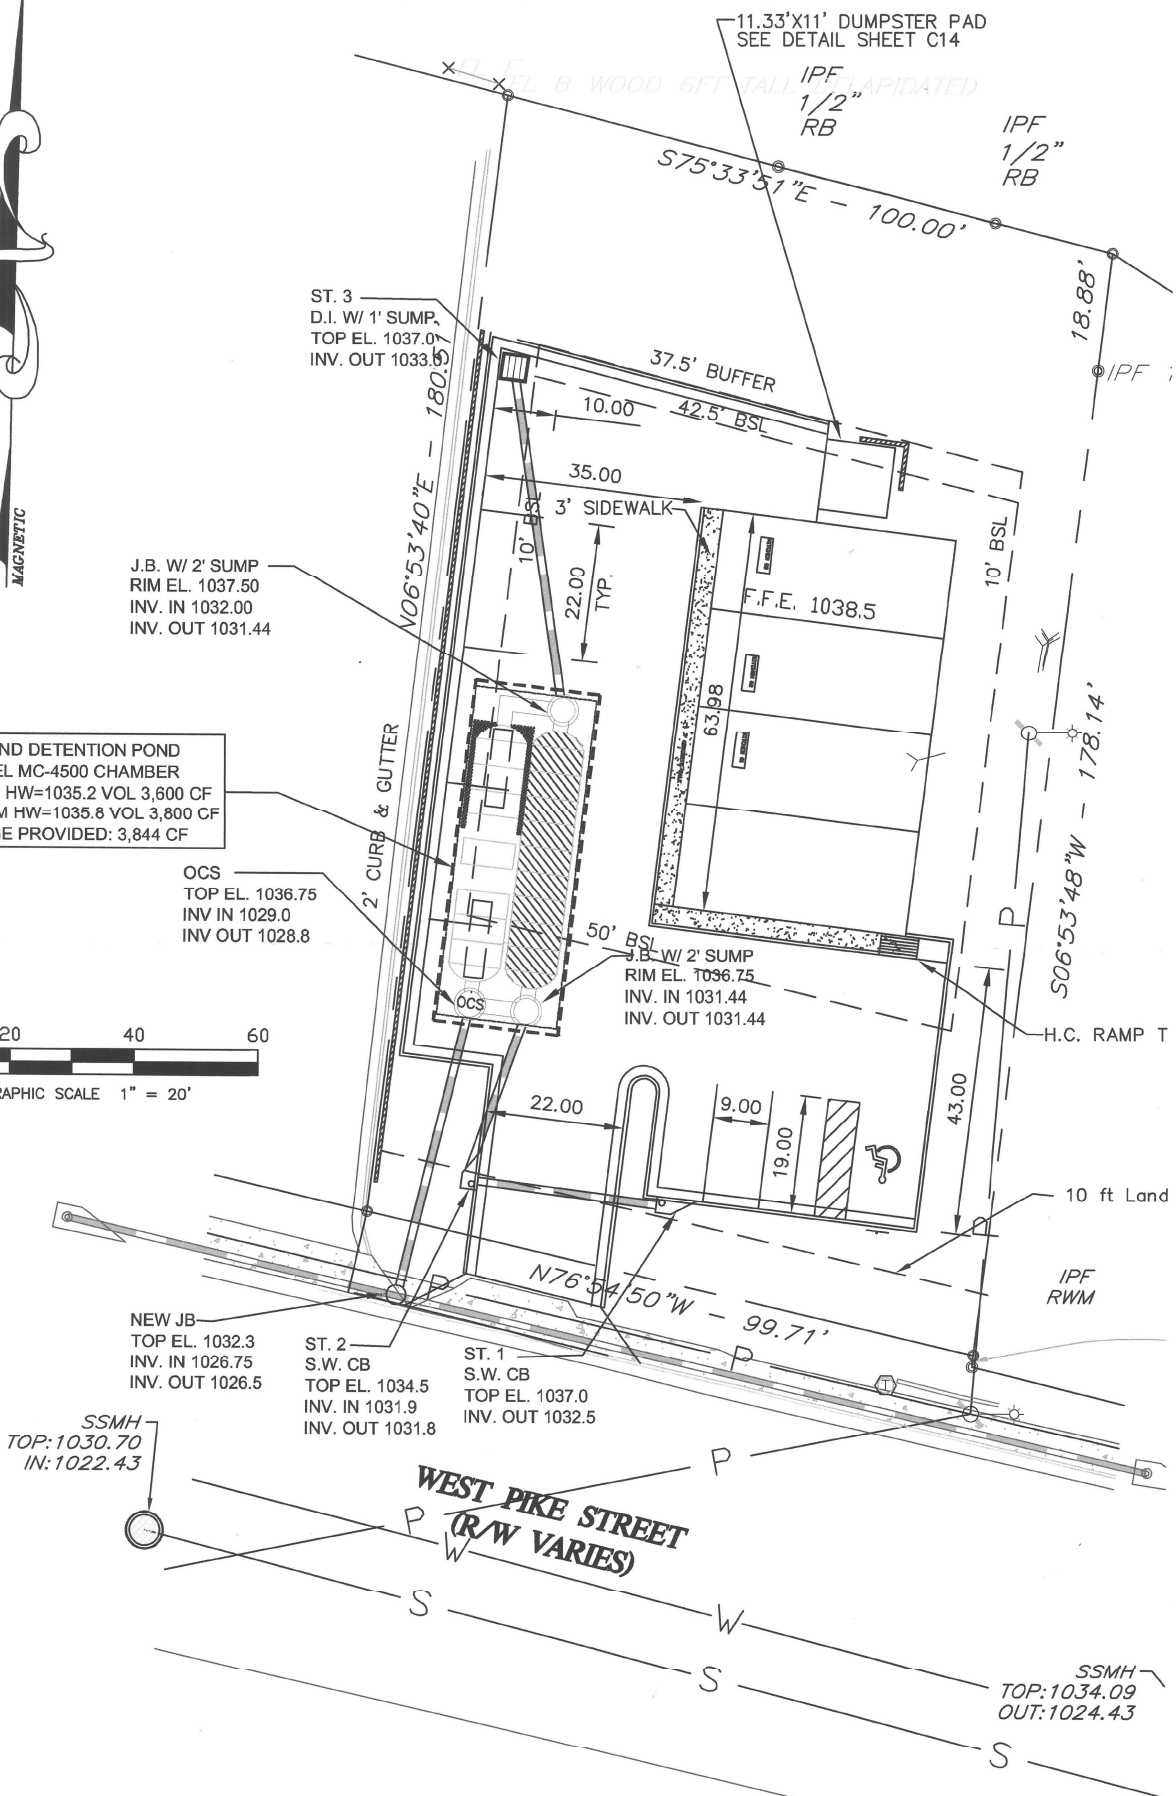 11.33'X11' DUMPSTER PAD
SEE DETAIL SHEET C14
B WOOD 6FT TALL DELAPIDATED
IPF
1/2"
RB
IPF
1/2"
RB
S75°33'51"E - 100.00'
18.88'
IPF
ST. 3
D.I. W/ 1' SUMP
TOP EL. 1037.0
INV. OUT 1033.
N06°53'40"E - 180.51'
37.5' BUFFER
10.00
42.5' BSL
35.00
3' SIDEWALK
10' BSL
10' BSL
MAGNETIC
J.B. W/ 2' SUMP
RIM EL. 1037.50
INV. IN 1032.00
INV. OUT 1031.44
22.00
TYP.
F.F.E. 1038.5
63.98
S06°53'48"W - 178.14'
ND DETENTION POND
EL MC-4500 CHAMBER
HW=1035.2 VOL 3,600 CF
M HW=1035.8 VOL 3,800 CF
E PROVIDED: 3,844 CF
2' CURB & GUTTER
OCS
TOP EL. 1036.75
INV IN 1029.0
INV OUT 1028.8
P
50' BSL
J.B. W/ 2' SUMP
RIM EL. 1036.75
INV. IN 1031.44
INV. OUT 1031.44
OCS
H.C. RAMP T
20 40 60
RAPHIC SCALE 1" = 20'
22.00
9.00
19.00
43.00
10 ft Land
P
IPF
RWM
N76°54'50"W - 99.71'
P
P
NEW JB
TOP EL. 1032.3
INV. IN 1026.75
INV. OUT 1026.5
ST. 2
S.W. CB
TOP EL. 1034.5
INV. IN 1031.9
INV. OUT 1031.8
ST. 1
S.W. CB
TOP EL. 1037.0
INV. OUT 1032.5
T
SSMH
TOP:1030.70
IN:1022.43
P
P
WEST PIKE STREET
(R/W VARIES)
W
W
S
S
S
SSMH
TOP:1034.09
OUT:1024.43